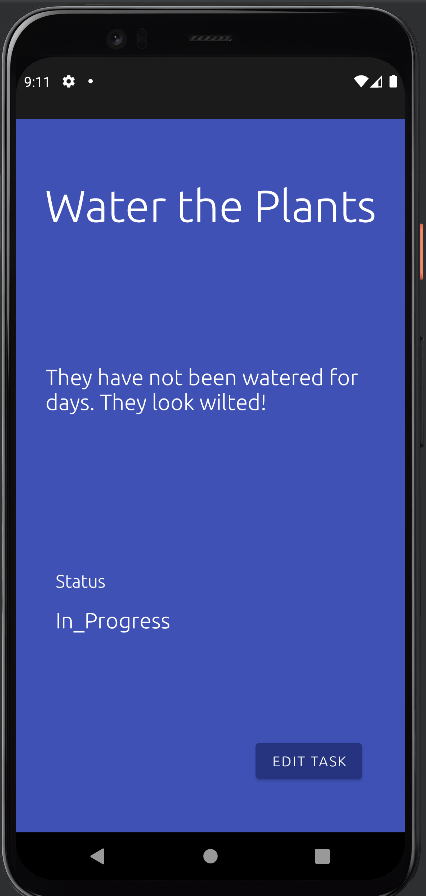 9:11
Water the Plants
They have not been watered for
days. They look wilted!
Status
In_Progress
EDIT TASK